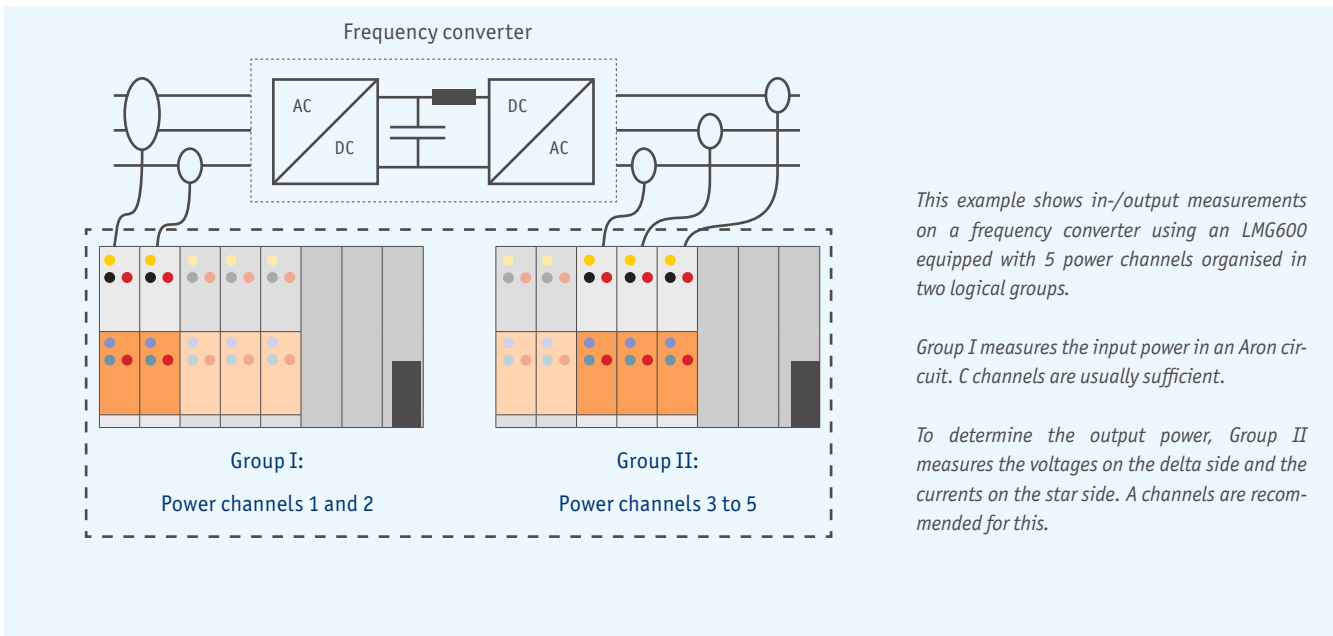 Frequency converter
AC
DC
DC
AC
This example shows in-/output measurements
on a frequency converter using an LMG600
equipped with 5 power channels organised in
two logical groups.
Group I measures the input power in an Aron cir-
cuit. C channels are usually sufficient.
To determine the output power, Group II
measures the voltages on the delta side and the
currents on the star side. A channels are recom-
mended for this.
Group I:
Power channels 1 and 2
Group II:
Power channels 3 to 5